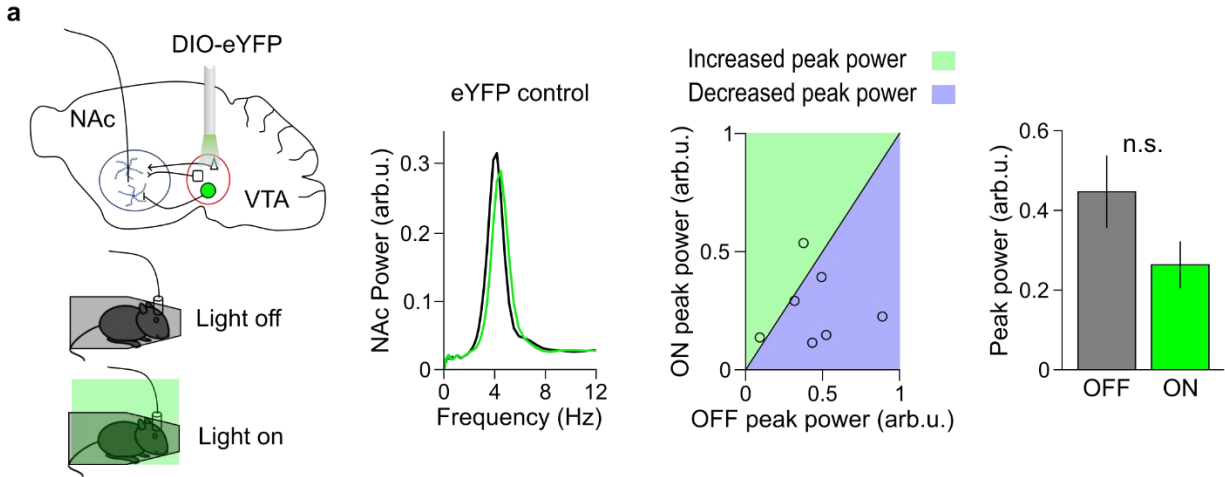 a
DIO-eYFP
NAc
VTA
Light off
Light on
eYFP control
NAc Power (arb.u.)
0.3
0.2
0.1
0
0 4 8 12
Frequency (Hz)
Increased peak power
Decreased peak power
ON peak power (arb.u.)
1
0.5
0
0 0.5 1
OFF peak power (arb.u.)
Peak power (arb.u.)
0.6
0.4
0.2
0
n.s.
OFF ON